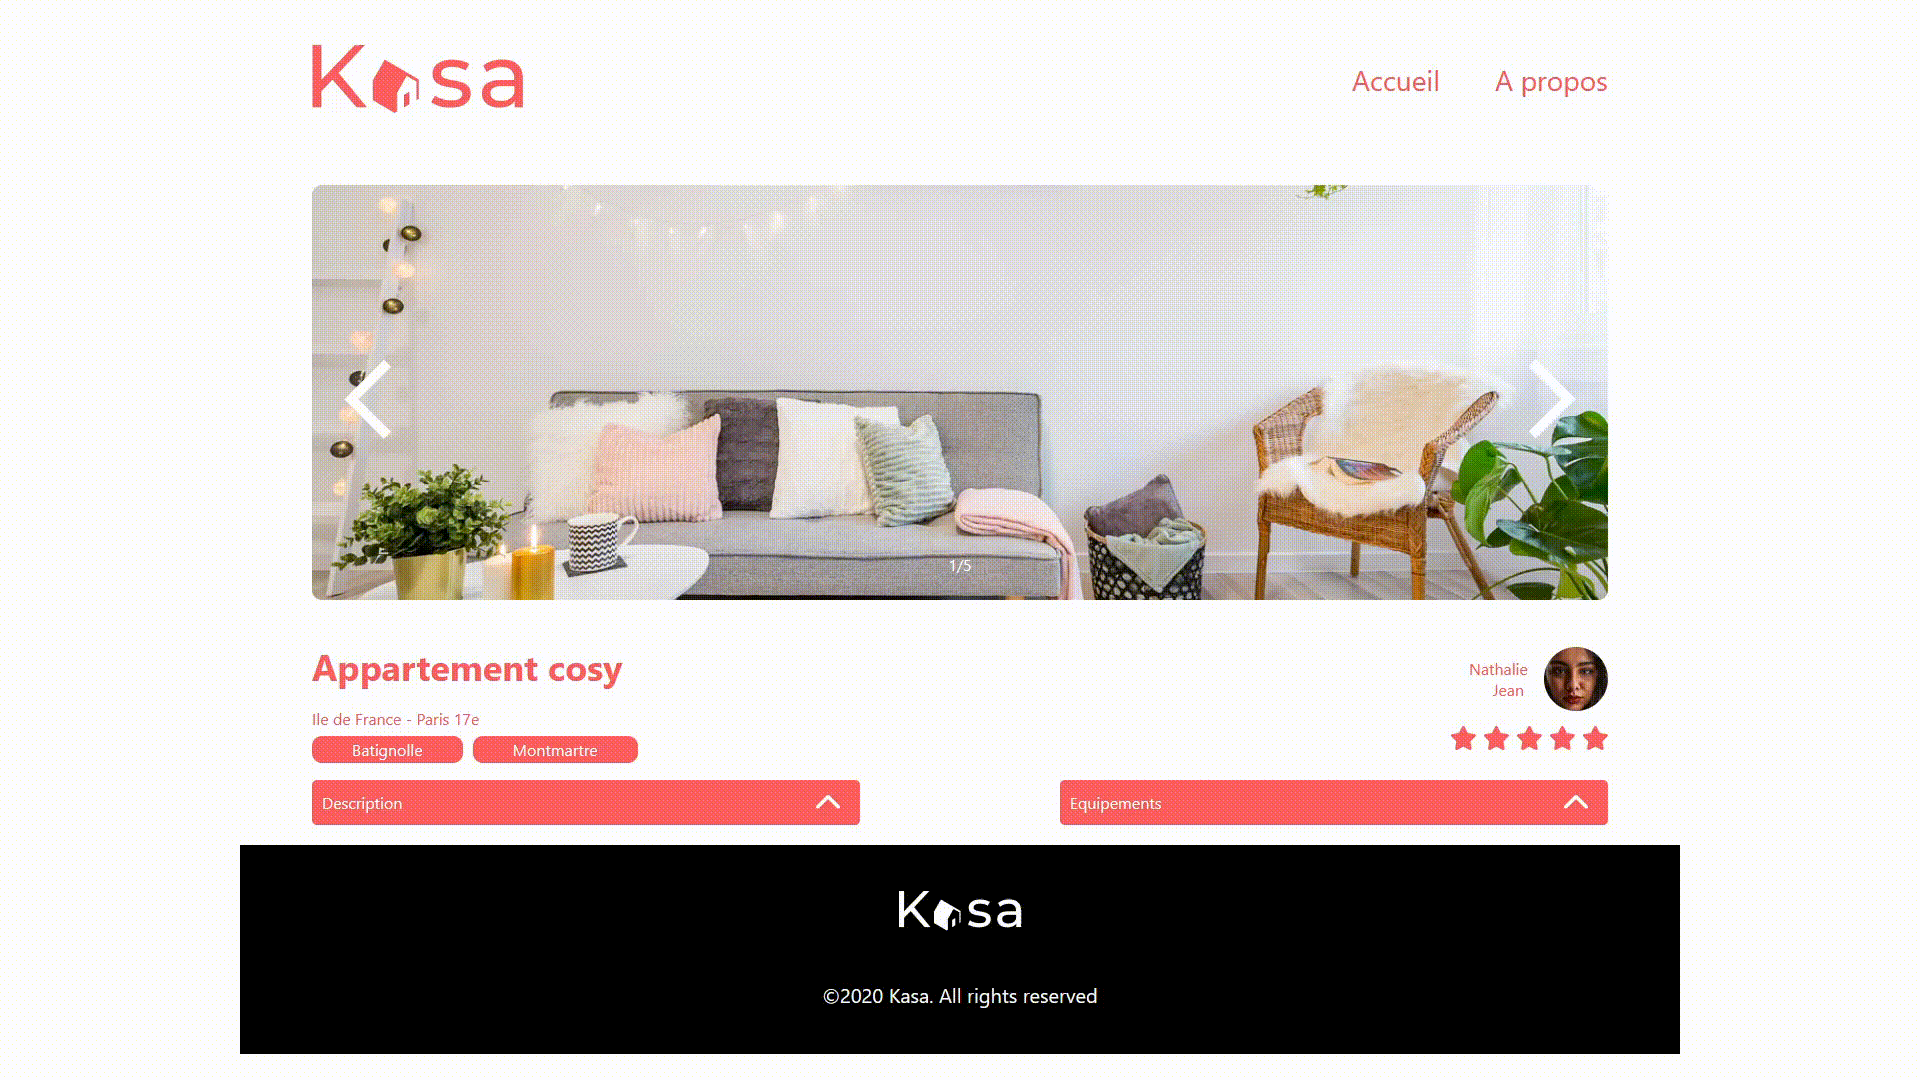 Kasa
Accueil
A propos
1/5
Appartement cosy
Nathalie
Jean
Ile de France - Paris 17e
Batignolle
Montmartre
Description
Equipements
Kasa
©2020 Kasa. All rights reserved